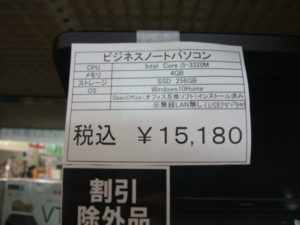 ビジネスノートパソコン
CPU Intel Core i5-3320M
メモリ 4GB
ストレージ SSD 256GB
OS Windows10Home
OpenOffice(オフィス互換ソフト)インストール済み
※無線LAN無し
税込 ¥15,180
割引
除外品